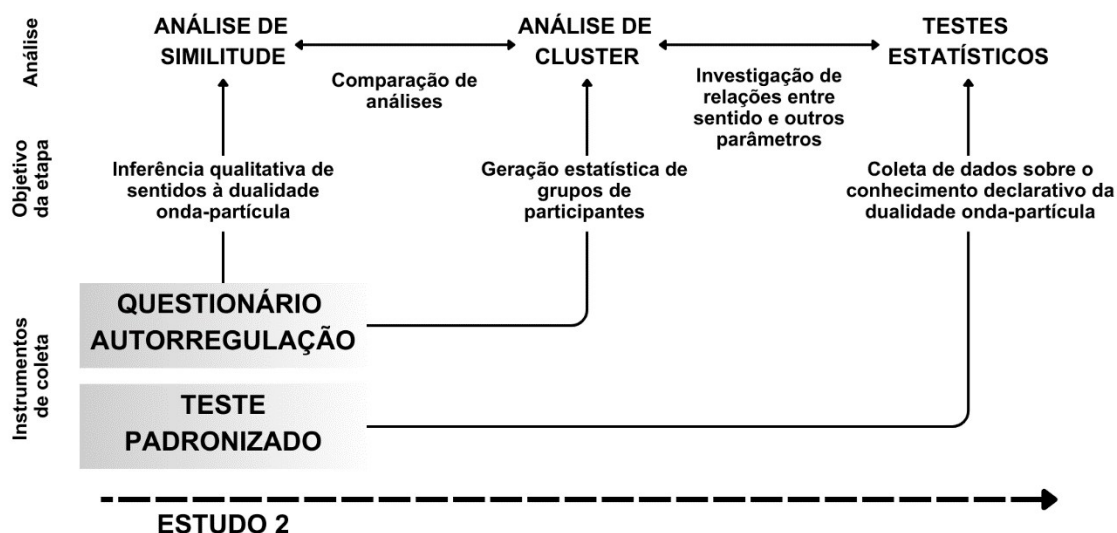 Análise
ANÁLISE DE
SIMILITUDE
Comparação de
análises
ANÁLISE DE
CLUSTER
Investigação de
relações entre
sentido e outros
parâmetros
TESTES
ESTATÍSTICOS
Objetivo
da etapa
Inferência qualitativa de
sentidos à dualidade
onda-partícula
Geração estatística de
grupos de
participantes
Coleta de dados sobre o
conhecimento declarativo da
dualidade onda-partícula
Instrumentos
de coleta
QUESTIONÁRIO
AUTORREGULAÇÃO
TESTE
PADRONIZADO
ESTUDO 2